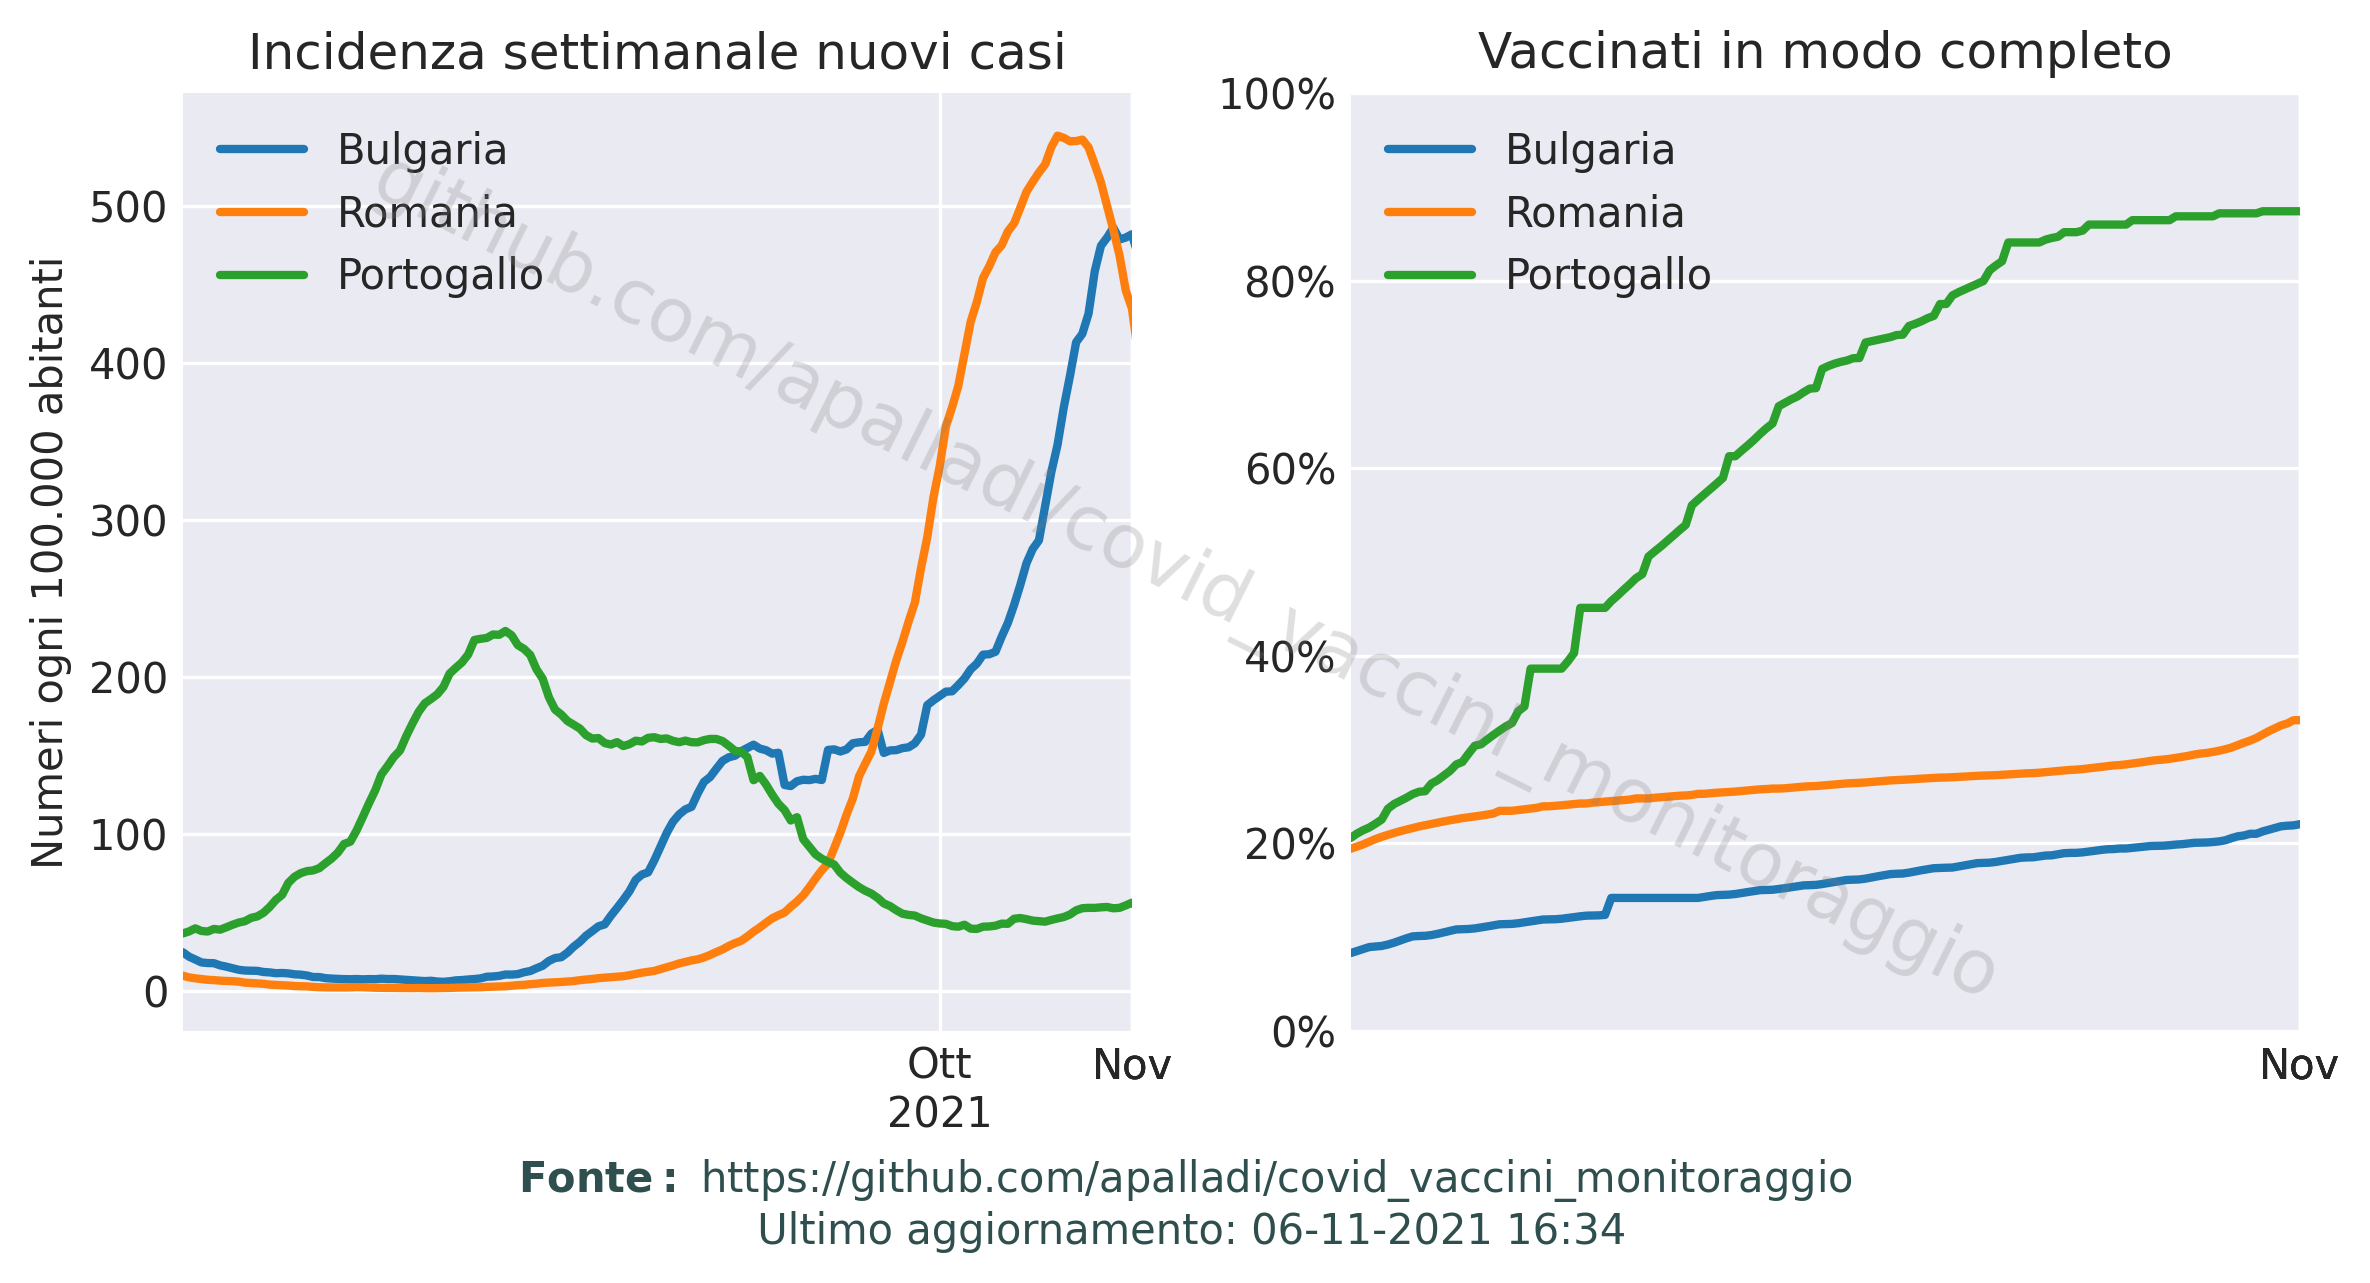 Incidenza settimanale nuovi casi
Numeri ogni 100.000 abitanti
500
400
300
200
100
0
Bulgaria
Romania
Portogallo
Ott
2021
Nov
Vaccinati in modo completo
100%
80%
60%
40%
20%
0%
Bulgaria
Romania
Portogallo
Nov
github.com/apalladi/covid_vaccini_monitoraggio
Fonte: https://github.com/apalladi/covid_vaccini_monitoraggio
Ultimo aggiornamento: 06-11-2021 16:34